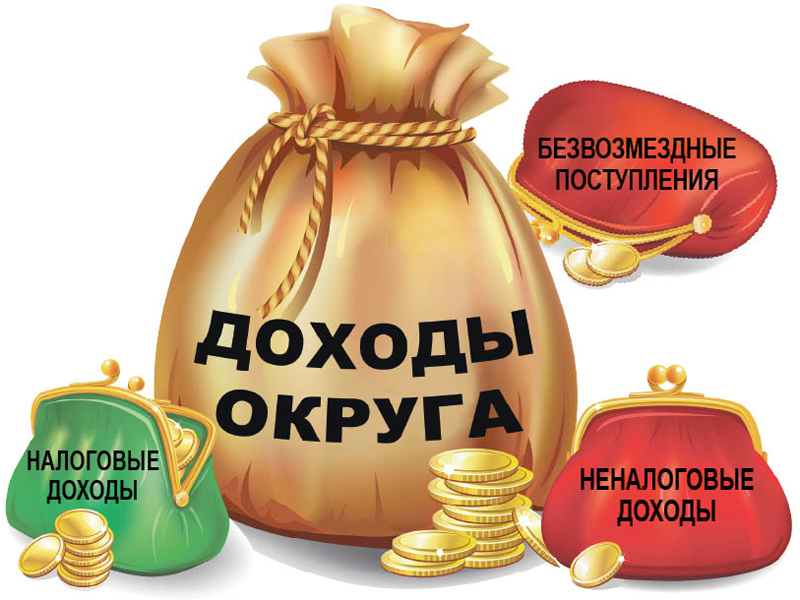 БЕЗВОЗМЕЗДНЫЕ
ПОСТУПЛЕНИЯ
ДОХОДЫ
ОКРУГА
НАЛОГОВЫЕ
ДОХОДЫ
НЕНАЛОГОВЫЕ
ДОХОДЫ